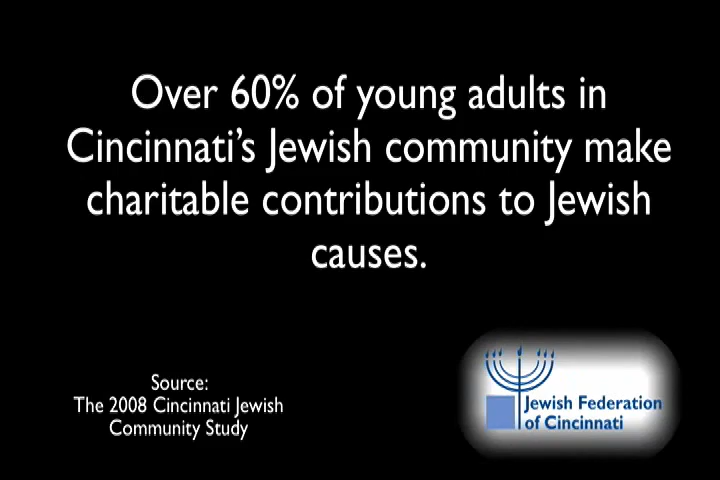 Over 60% of young adults in
Cincinnati's Jewish community make
charitable contributions to Jewish
causes.
Source:
The 2008 Cincinnati Jewish
Community Study
Jewish Federation
of Cincinnati